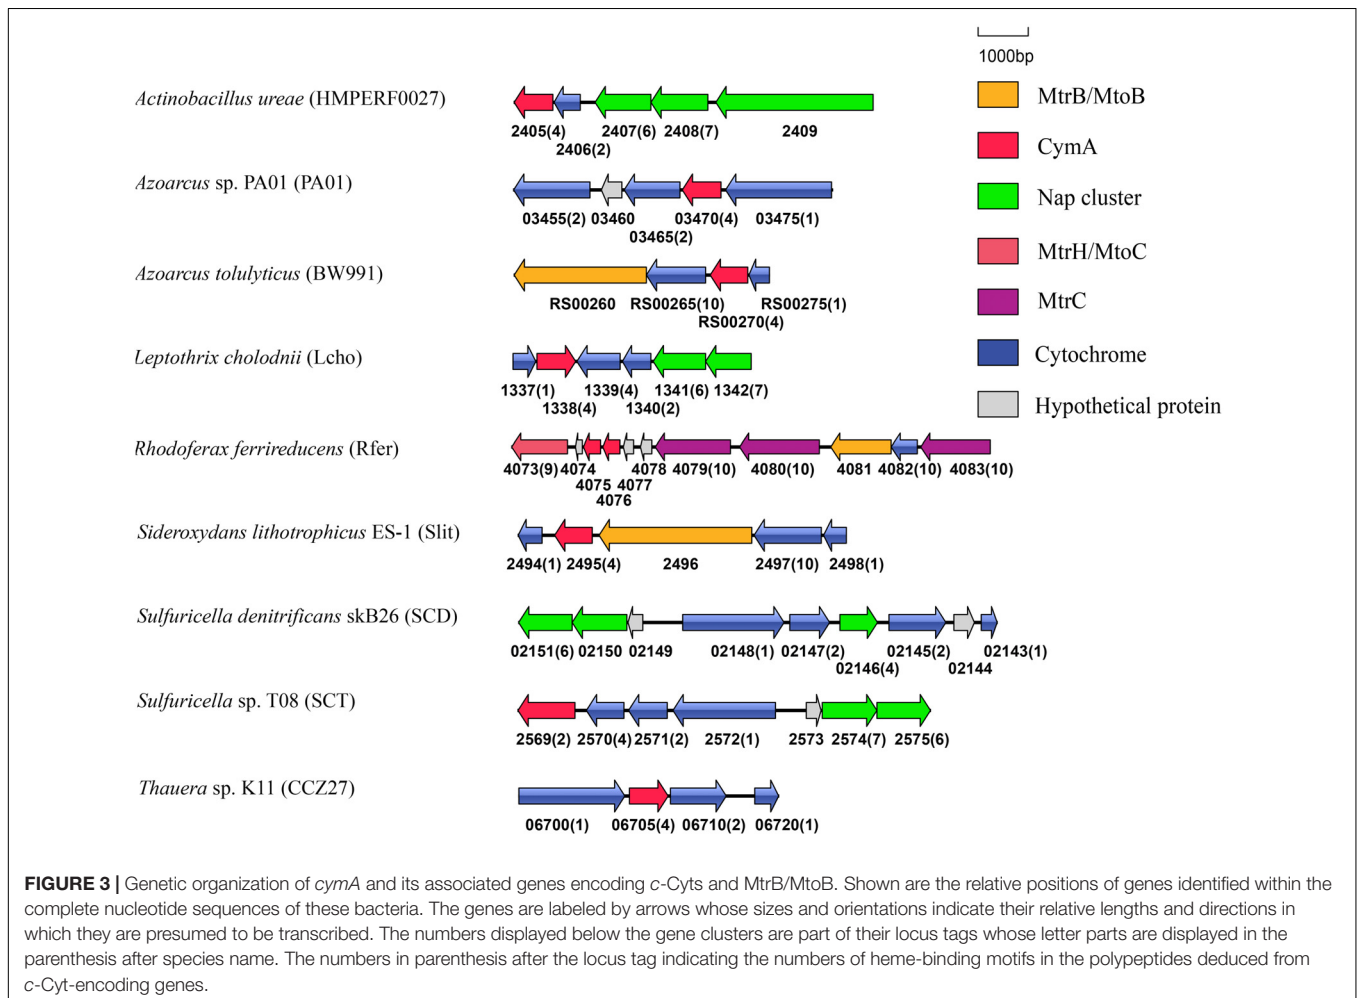 1000bp
MtrB/MtoB
CymA
Nap cluster
MtrH/MtoC
MtrC
Cytochrome
Hypothetical protein
Actinobacillus ureae (HMPERF0027)
2405(4) 2407(6) 2408(7) 2409
2406(2)
Azoarcus sp. PA01 (PA01)
03455(2) 03460 03470(4) 03475(1)
03465(2)
Azoarcus tolulyticus (BW991)
RS00260 RS00265(10) RS00275(1)
RS00270(4)
Leptothrix cholodnii (Lcho)
1337(1) 1339(4) 1341(6) 1342(7)
1338(4) 1340(2)
Rhodoferax ferrireducens (Rfer)
4073(9) 4074 4078 4079(10) 4080(10) 4081 4082(10) 4083(10)
4075 4077
4076
Sideroxydans lithotrophicus ES-1 (Slit)
2494(1) 2495(4) 2496 2497(10) 2498(1)
Sulfuricella denitrificans skB26 (SCD)
02151(6) 02150 02149 02148(1) 02147(2) 02145(2) 02143(1)
02146(4) 02144
Sulfuricella sp. T08 (SCT)
2569(2) 2570(4) 2571(2) 2572(1) 2573 2574(7) 2575(6)
Thauera sp. K11 (CCZ27)
06700(1) 06705(4) 06710(2) 06720(1)
FIGURE 3 | Genetic organization of cymA and its associated genes encoding c-Cyts and MtrB/MtoB. Shown are the relative positions of genes identified within the
complete nucleotide sequences of these bacteria. The genes are labeled by arrows whose sizes and orientations indicate their relative lengths and directions in
which they are presumed to be transcribed. The numbers displayed below the gene clusters are part of their locus tags whose letter parts are displayed in the
parenthesis after species name. The numbers in parenthesis after the locus tag indicating the numbers of heme-binding motifs in the polypeptides deduced from
c-Cyt-encoding genes.